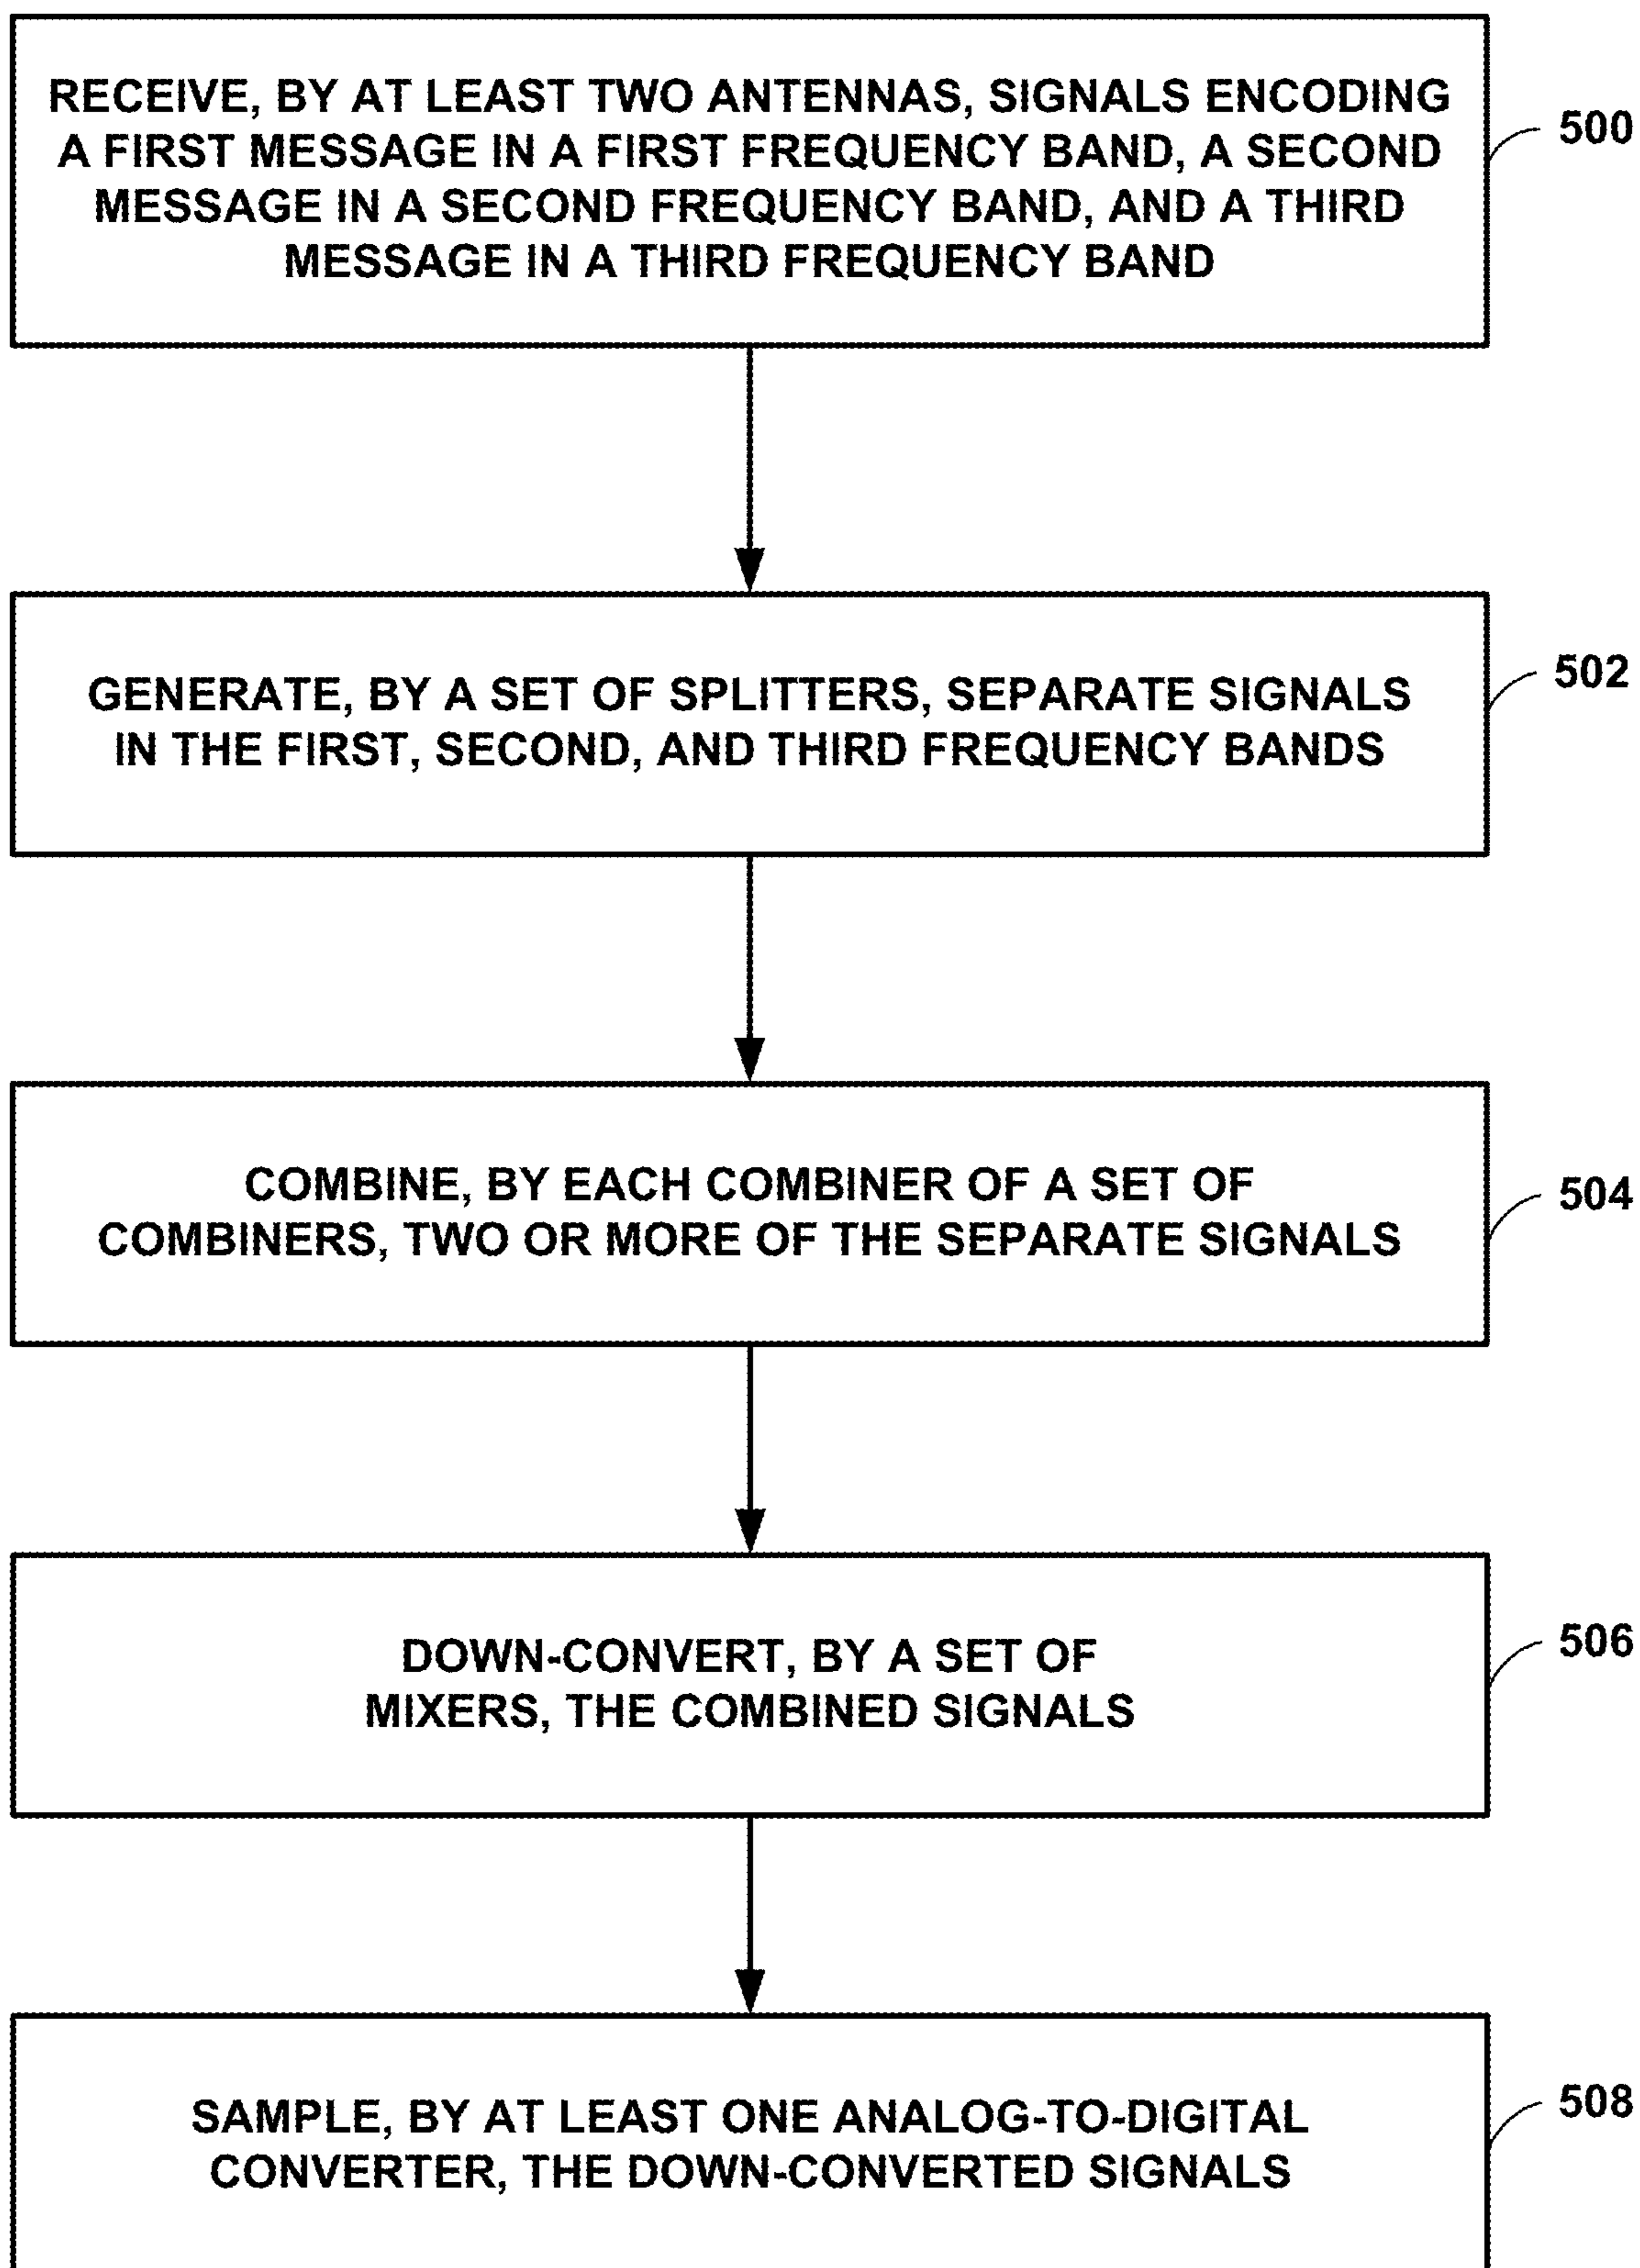 RECEIVE, BY AT LEAST TWO ANTENNAS, SIGNALS ENCODING
A FIRST MESSAGE IN A FIRST FREQUENCY BAND, A SECOND
MESSAGE IN A SECOND FREQUENCY BAND, AND A THIRD
MESSAGE IN A THIRD FREQUENCY BAND
500
GENERATE, BY A SET OF SPLITTERS, SEPARATE SIGNALS
IN THE FIRST, SECOND, AND THIRD FREQUENCY BANDS
502
COMBINE, BY EACH COMBINER OF A SET OF
COMBINERS, TWO OR MORE OF THE SEPARATE SIGNALS
504
DOWN-CONVERT, BY A SET OF
MIXERS, THE COMBINED SIGNALS
506
SAMPLE, BY AT LEAST ONE ANALOG-TO-DIGITAL
CONVERTER, THE DOWN-CONVERTED SIGNALS
508